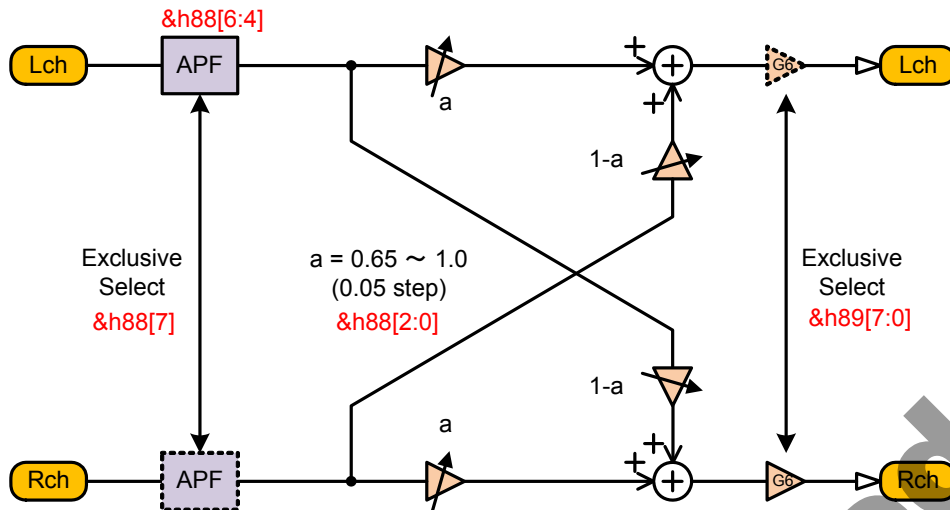 &h88[6:4]
Lch
APF
a
+
+
+
G6
Lch
1-a
Exclusive
Select
&h88[7]
a = 0.65 ～ 1.0
(0.05 step)
&h88[2:0]
Exclusive
Select
&h89[7:0]
1-a
Rch
APF
a
+
+
+
G6
Rch